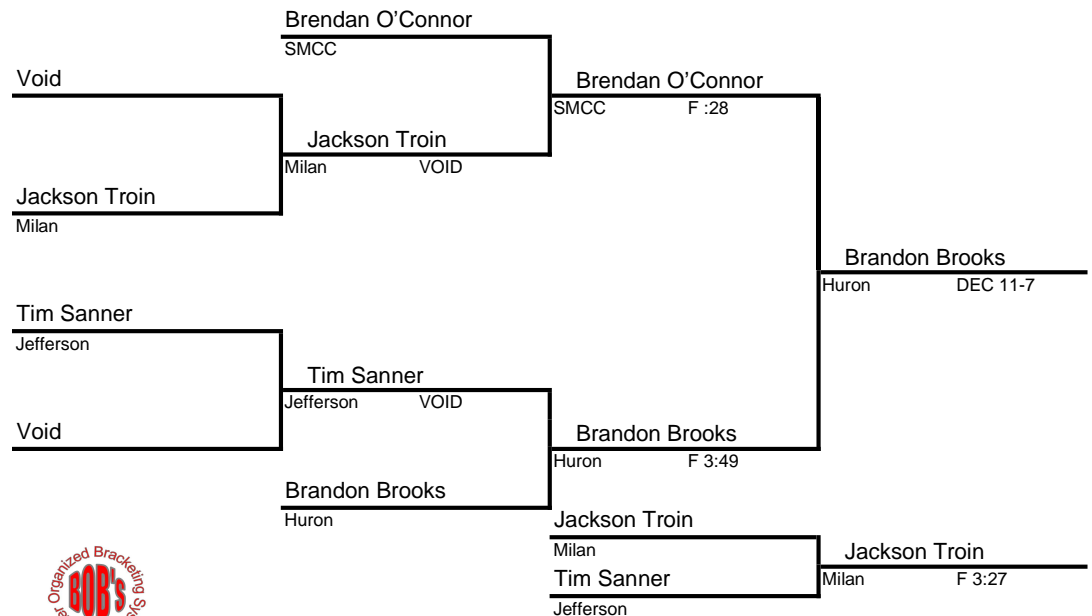 Brendan O'Connor
SMCC
Void
Brendan O'Connor
SMCC F :28
Jackson Troin
Milan VOID
Jackson Troin
Milan
Brandon Brooks
Huron DEC 11-7
Tim Sanner
Jefferson
Tim Sanner
Jefferson VOID
Void
Brandon Brooks
Huron F 3:49
Brandon Brooks
Huron
Jackson Troin
Milan
Jackson Troin
Milan F 3:27
Tim Sanner
Jefferson
Organized Bracketing
BOB's